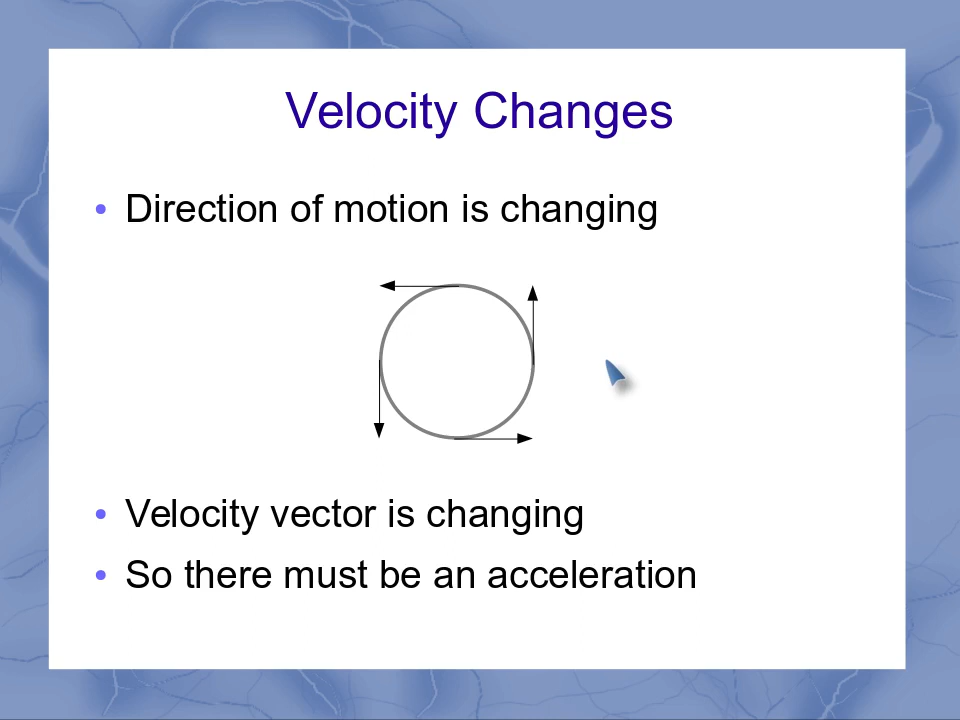 Velocity Changes
Direction of motion is changing
Velocity vector is changing
So there must be an acceleration